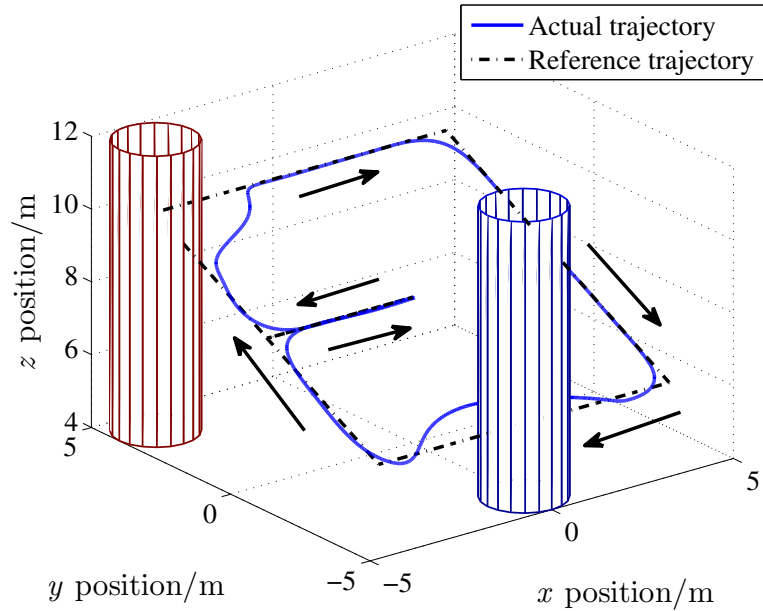 Actual trajectory
Reference trajectory
12
10
8
6
4
z position/m
5
0
−5
y position/m
−5
0
5
x position/m